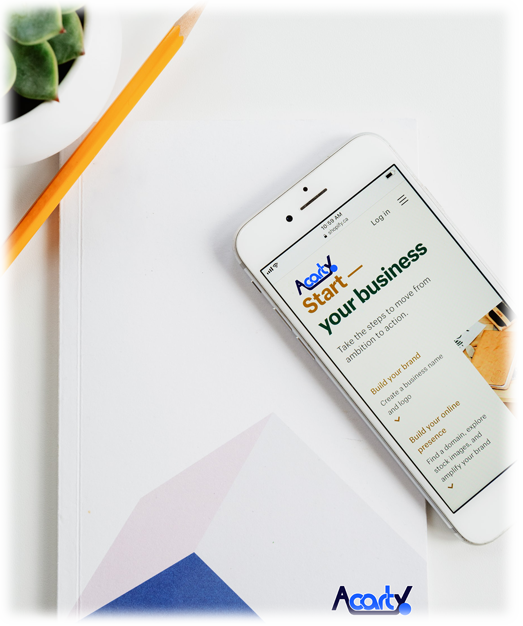 10:59 AM
shopify.ca
Log in
Acarty
Start —
your business
Take the steps to move from
ambition to action.
Build your brand
Create a business name
and logo
Build your online
presence
Find a domain, explore
stock images, and
amplify your brand
Acarty